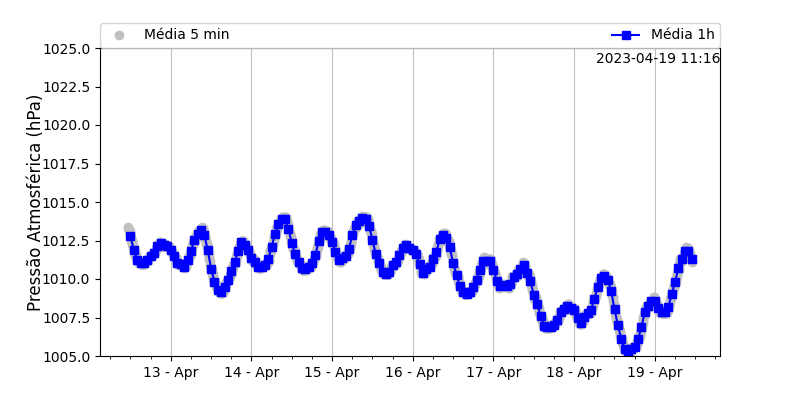 Média 5 min
Média 1h
2023-04-19 11:16
Pressão Atmosférica (hPa)
1025.0
1022.5
1020.0
1017.5
1015.0
1012.5
1010.0
1007.5
1005.0
13 - Apr
14 - Apr
15 - Apr
16 - Apr
17 - Apr
18 - Apr
19 - Apr